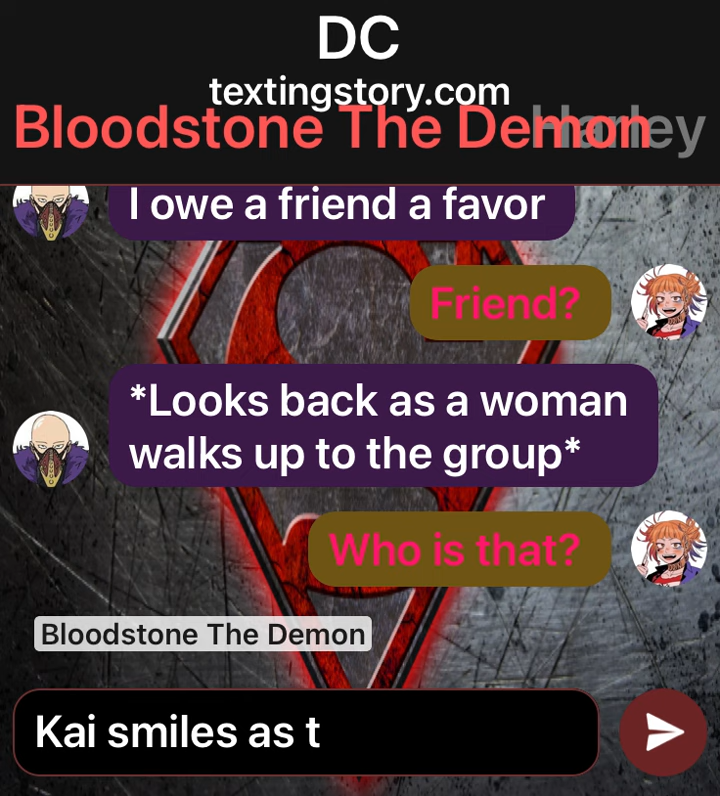 DC
textingstory.com
Bloodstone The Demon Harley
I owe a friend a favor
Friend?
*Looks back as a woman
walks up to the group*
Who is that?
Bloodstone The Demon
Kai smiles as t